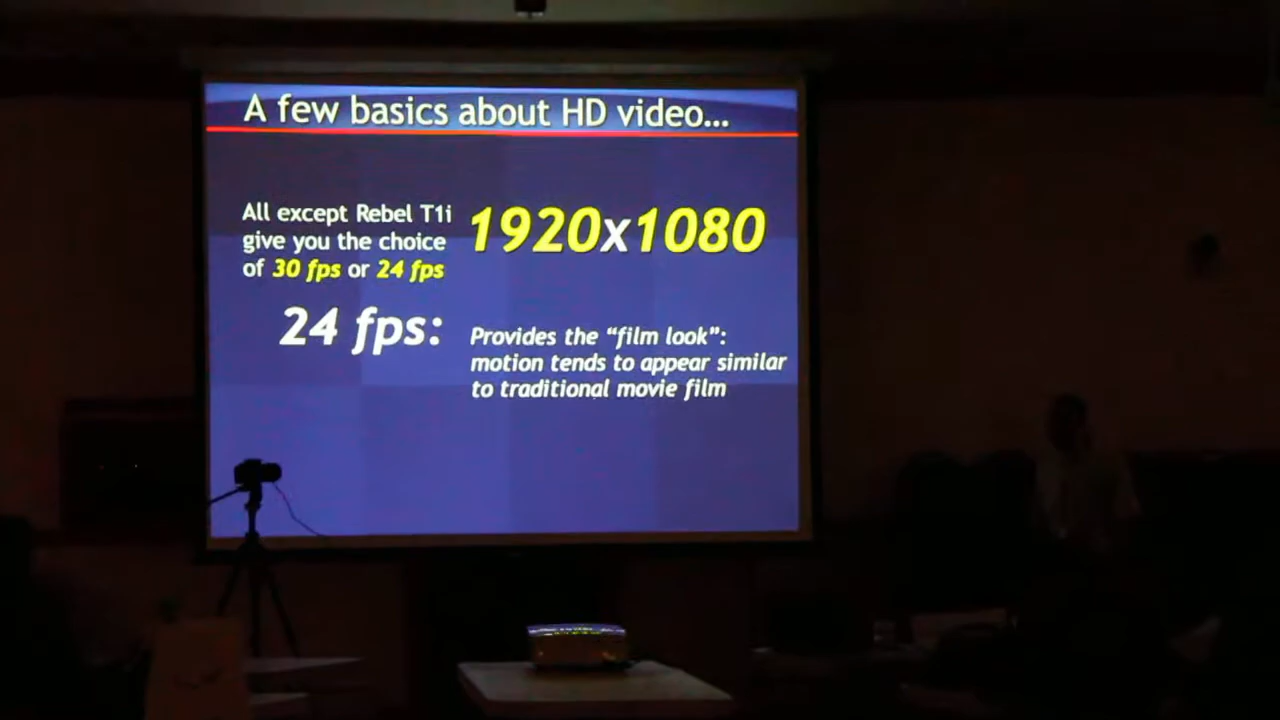 A few basics about HD video...
All except Rebel T1i
give you the choice
of 30 fps or 24 fps
1920x1080
24 fps:
Provides the “film look”:
motion tends to appear similar
to traditional movie film